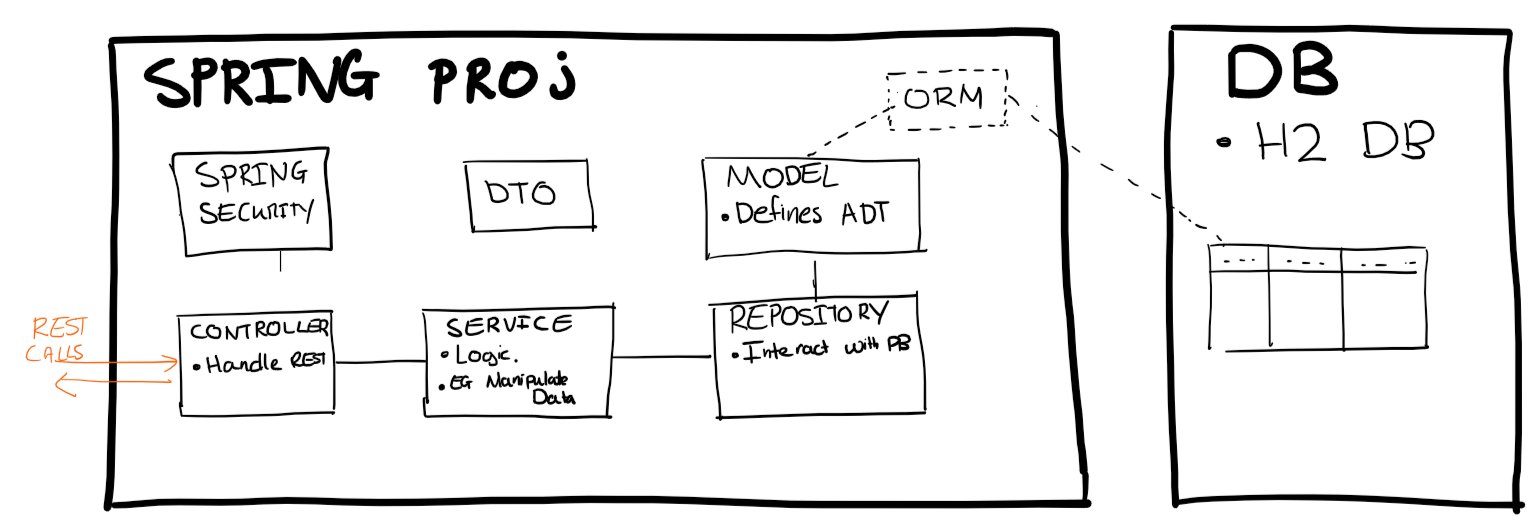 SPRING PROj
ORM
DB
• H2 DB
SPRING
SECURITY
DTO
MODEL
• Defines ADT
REST
CALLS
CONTROLLER
• Handle REST
SERVICE
• Logic.
• EG Manipulate
Data
REPOSITORY
• Interact with DB